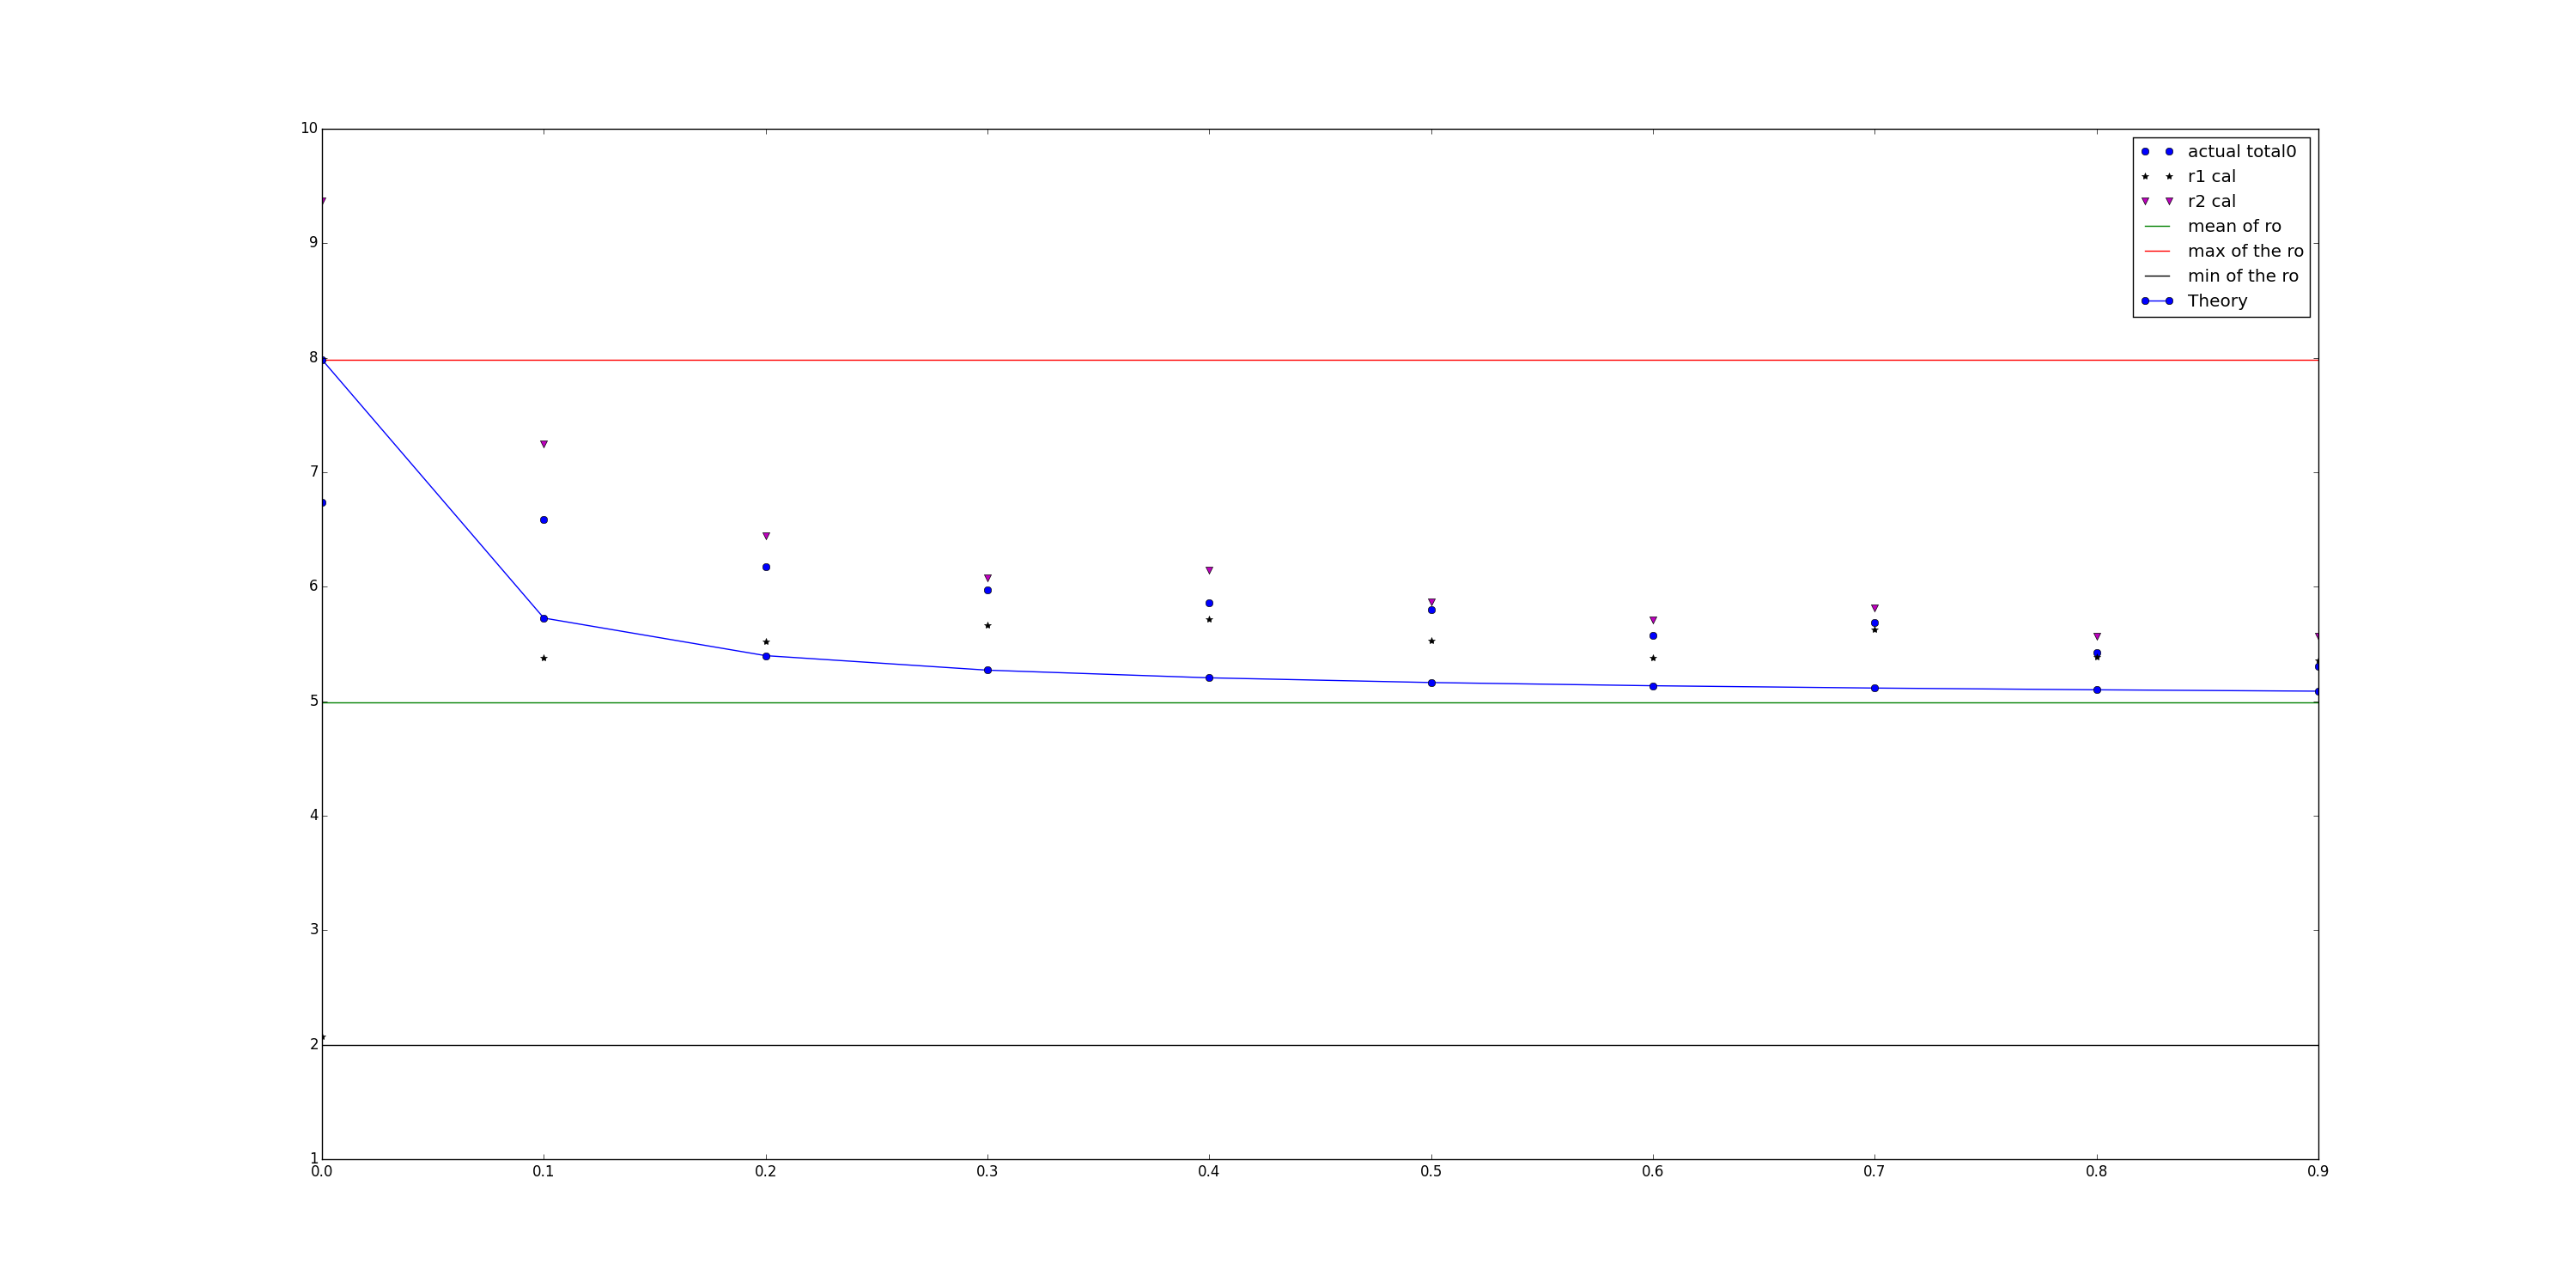 10
9
8
7
6
5
4
3
2
1
0.0 0.1 0.2 0.3 0.4 0.5 0.6 0.7 0.8 0.9
actual total0
r1 cal
r2 cal
mean of ro
max of the ro
min of the ro
Theory